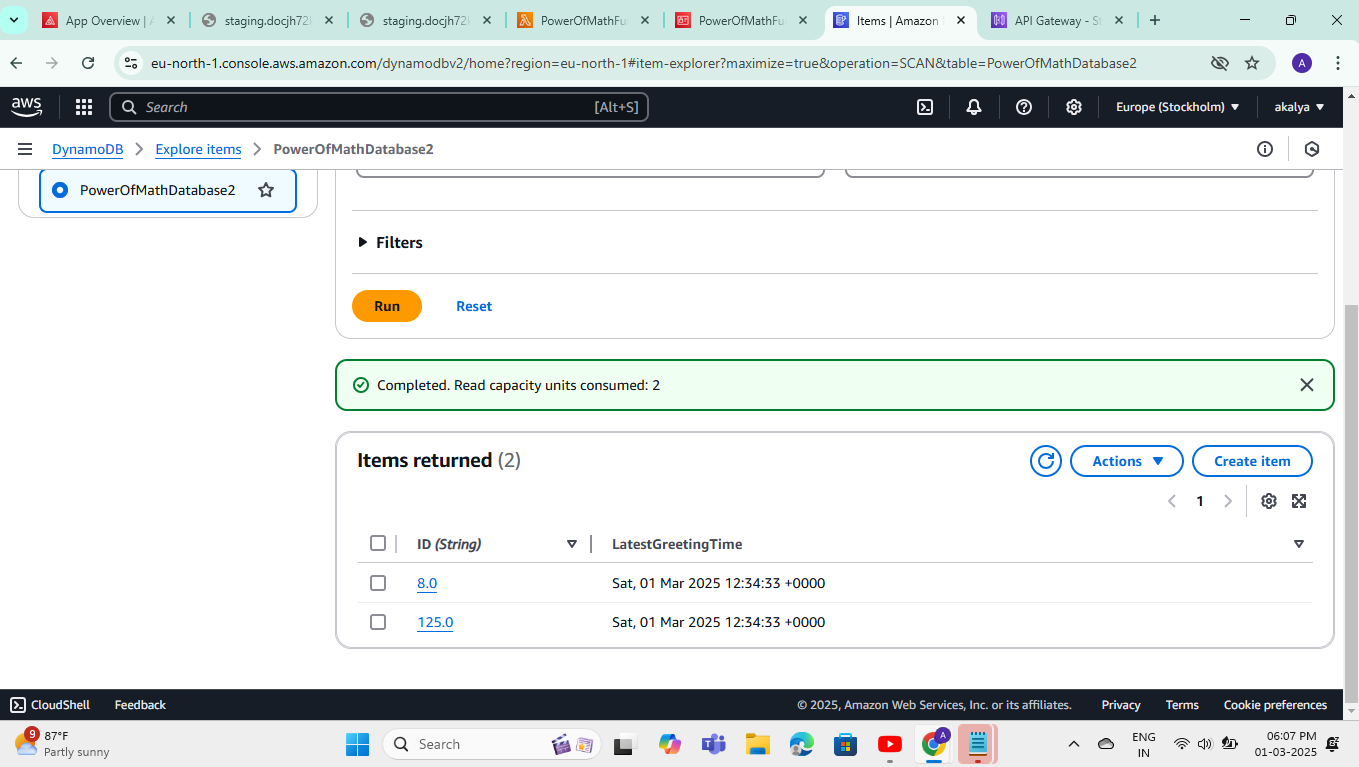 App Overview | A
staging.docjh72l
staging.docjh72l
PowerOfMathFu
PowerOfMathFu
Items | Amazon
API Gateway - St
eu-north-1.console.aws.amazon.com/dynamodbv2/home?region=eu-north-1#item-explorer?maximize=true&operation=SCAN&table=PowerOfMathDatabase2
A
aws
Search
[Alt+S]
Europe (Stockholm)
akalya
DynamoDB
Explore items
PowerOfMathDatabase2
PowerOfMathDatabase2
Filters
Run
Reset
Completed. Read capacity units consumed: 2
Items returned (2)
Actions
Create item
1
ID (String)
LatestGreetingTime
8.0
Sat, 01 Mar 2025 12:34:33 +0000
125.0
Sat, 01 Mar 2025 12:34:33 +0000
CloudShell
Feedback
© 2025, Amazon Web Services, Inc. or its affiliates.
Privacy
Terms
Cookie preferences
9
87°F
Partly sunny
Search
A
ENG
IN
06:07 PM
01-03-2025